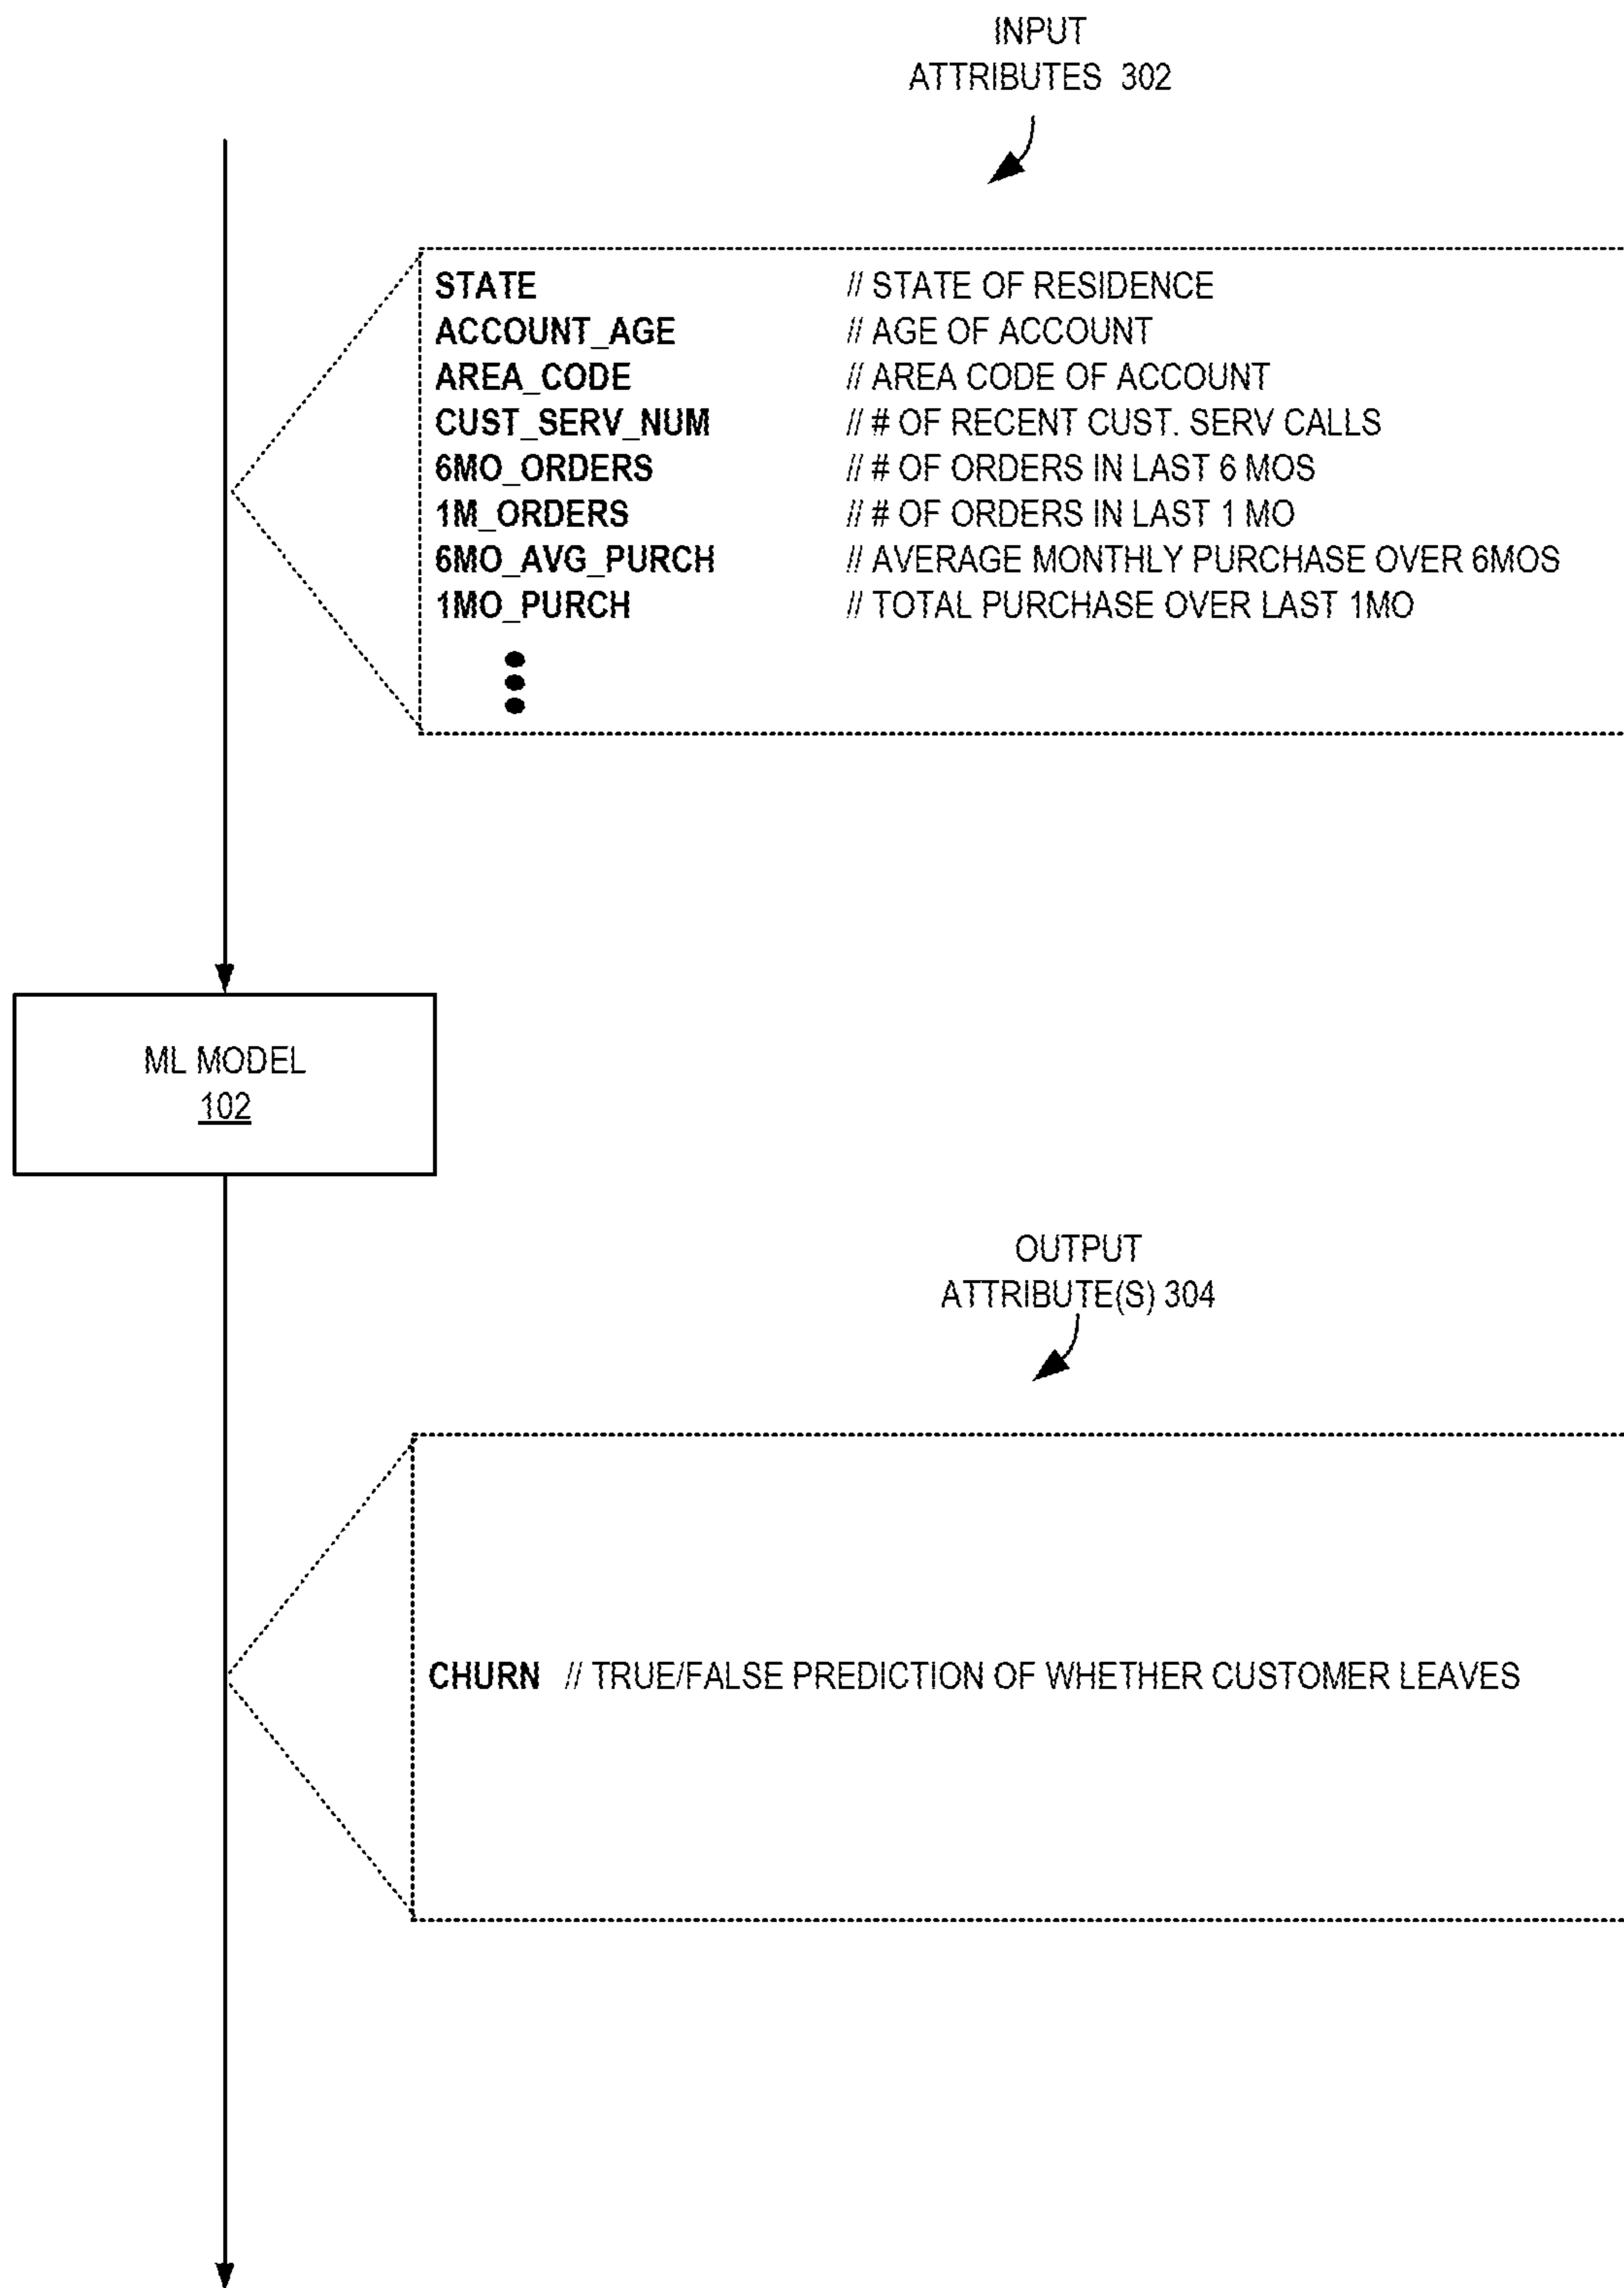 INPUT
ATTRIBUTES 302
STATE // STATE OF RESIDENCE
ACCOUNT_AGE // AGE OF ACCOUNT
AREA_CODE // AREA CODE OF ACCOUNT
CUST_SERV_NUM // # OF RECENT CUST. SERV CALLS
6MO_ORDERS // # OF ORDERS IN LAST 6 MOS
1M_ORDERS // # OF ORDERS IN LAST 1 MO
6MO_AVG_PURCH // AVERAGE MONTHLY PURCHASE OVER 6MOS
1MO_PURCH // TOTAL PURCHASE OVER LAST 1MO
ML MODEL
102
OUTPUT
ATTRIBUTE(S) 304
CHURN // TRUE/FALSE PREDICTION OF WHETHER CUSTOMER LEAVES